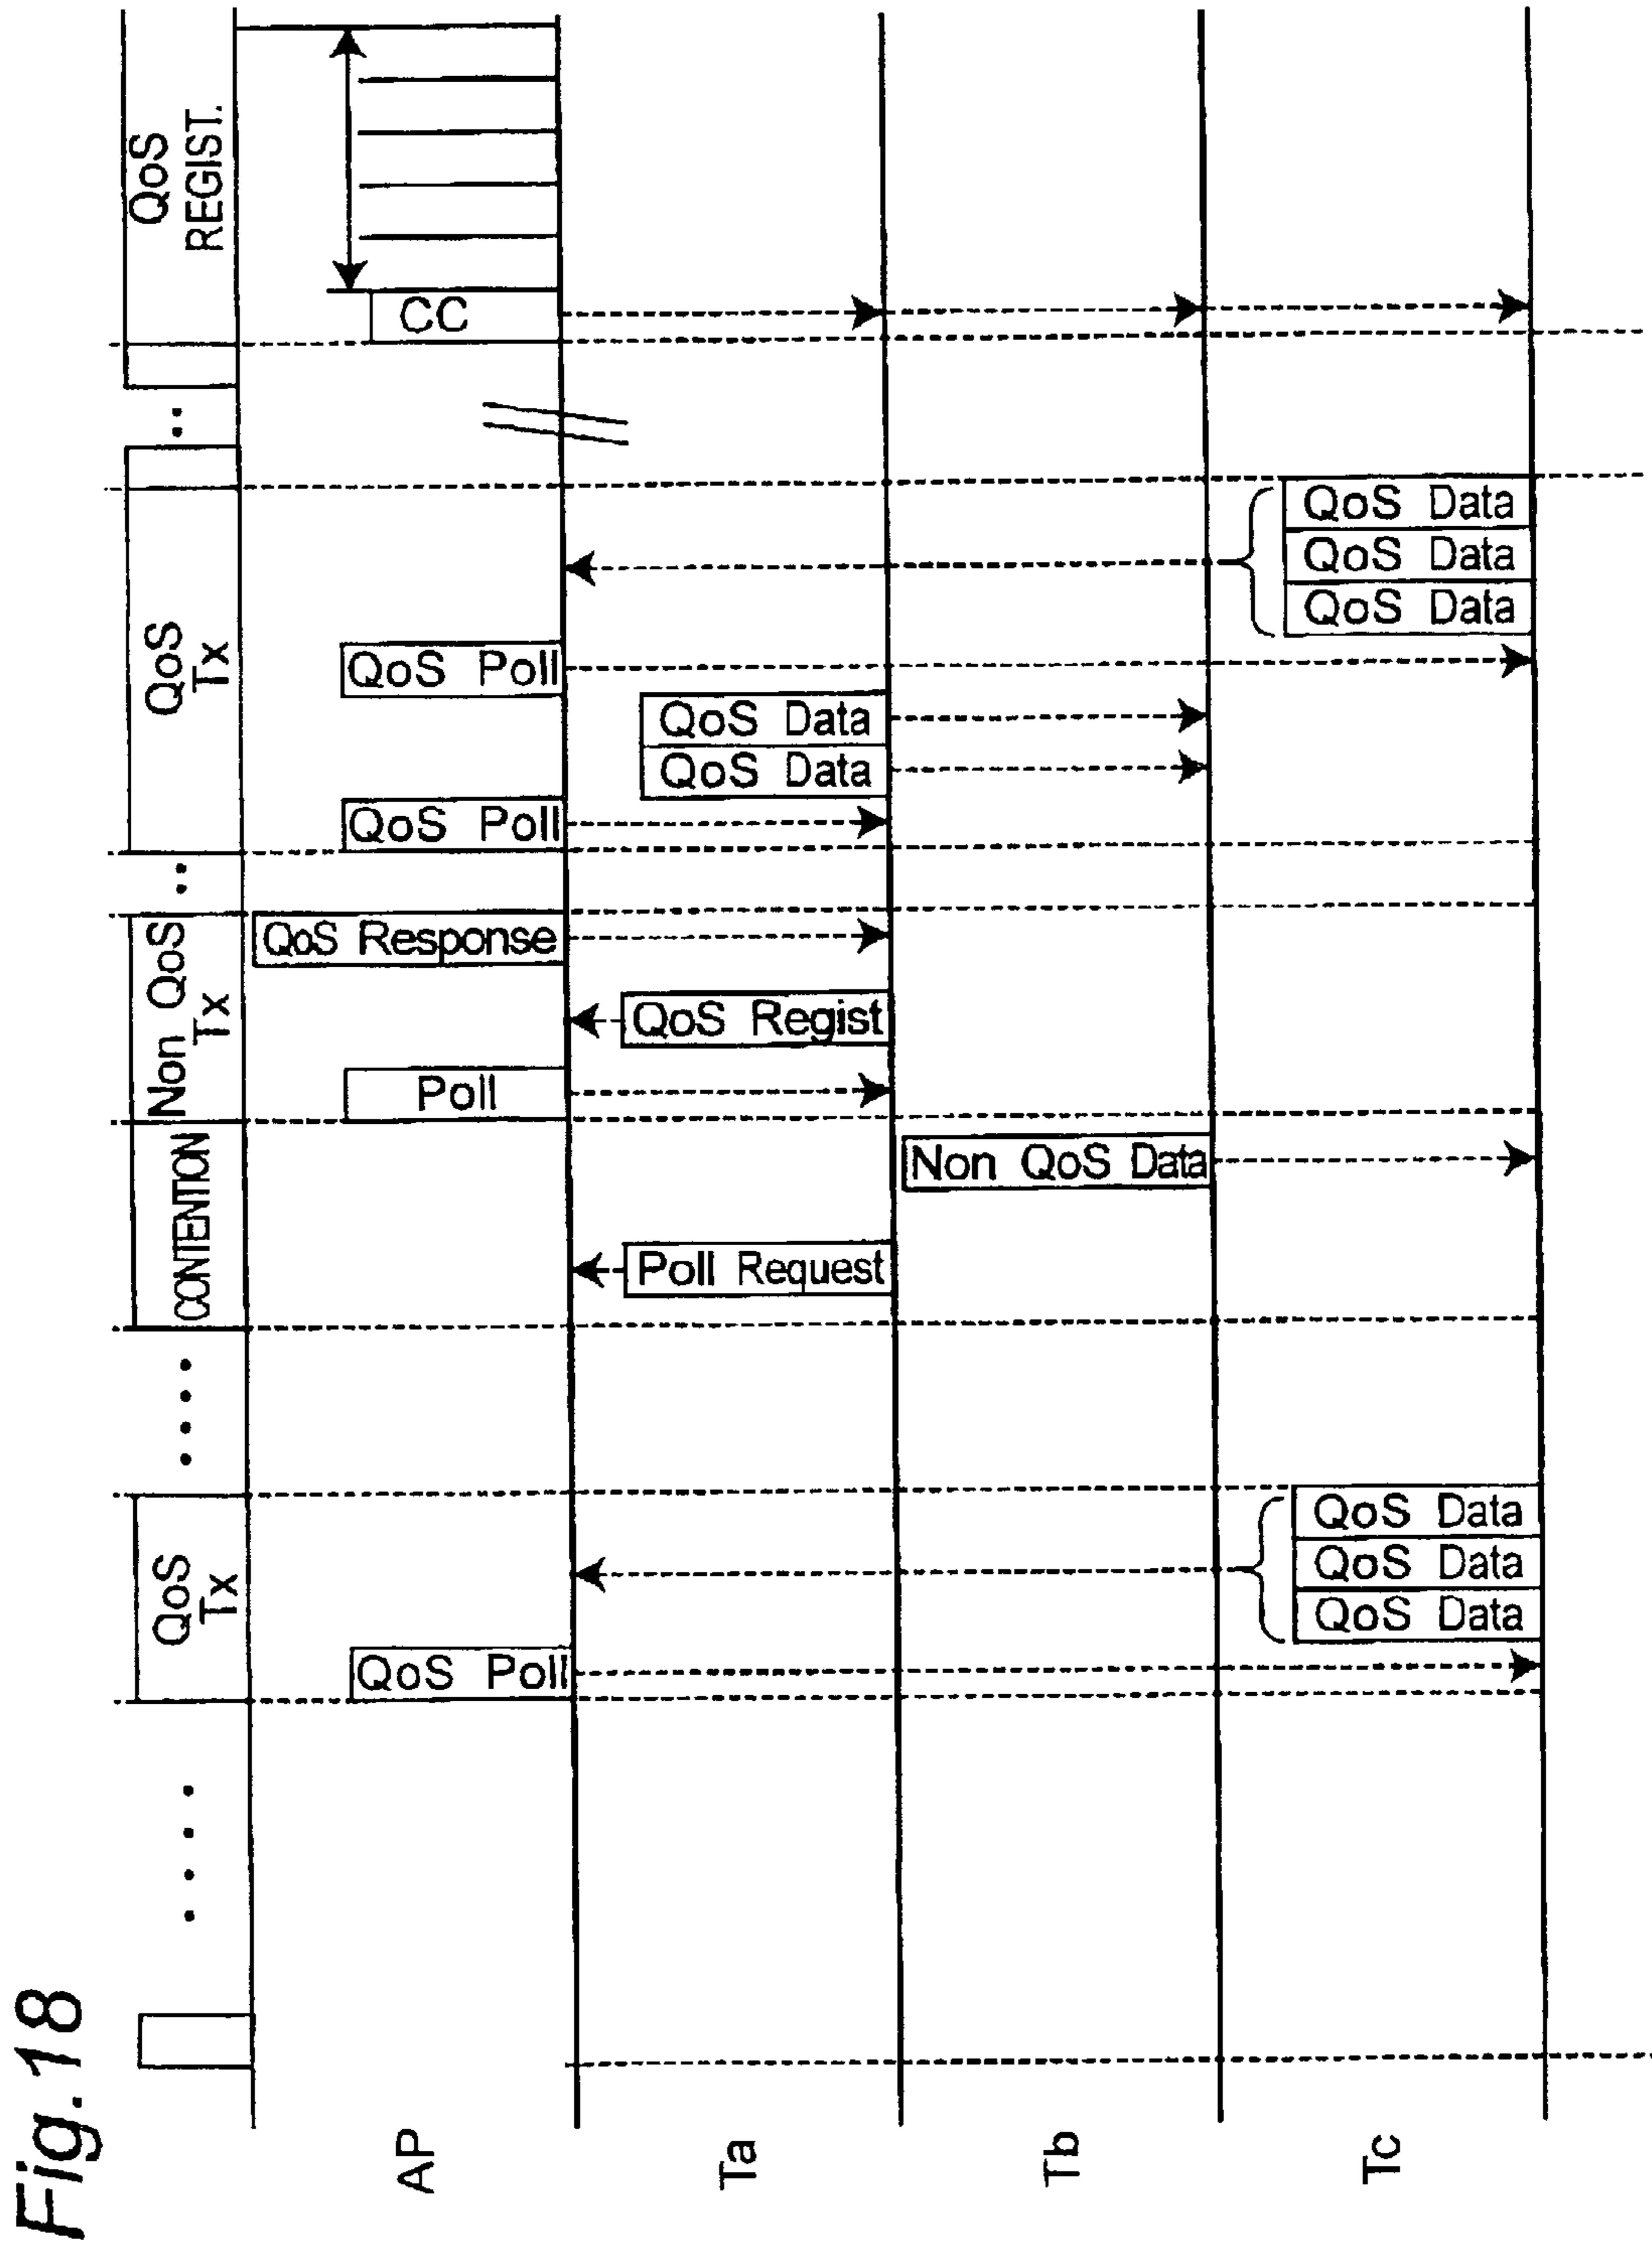 Fig.18
QoS
Tx
CONTENTION
Non QoS
Tx
QoS
Tx
QoS
REGIST.
AP
QoS Poll
Poll
QoS Response
QoS Poll
QoS Poll
CC
Ta
Poll Request
QoS Regist
QoS Data
QoS Data
Tb
Non QoS Data
Tc
QoS Data
QoS Data
QoS Data
QoS Data
QoS Data
QoS Data